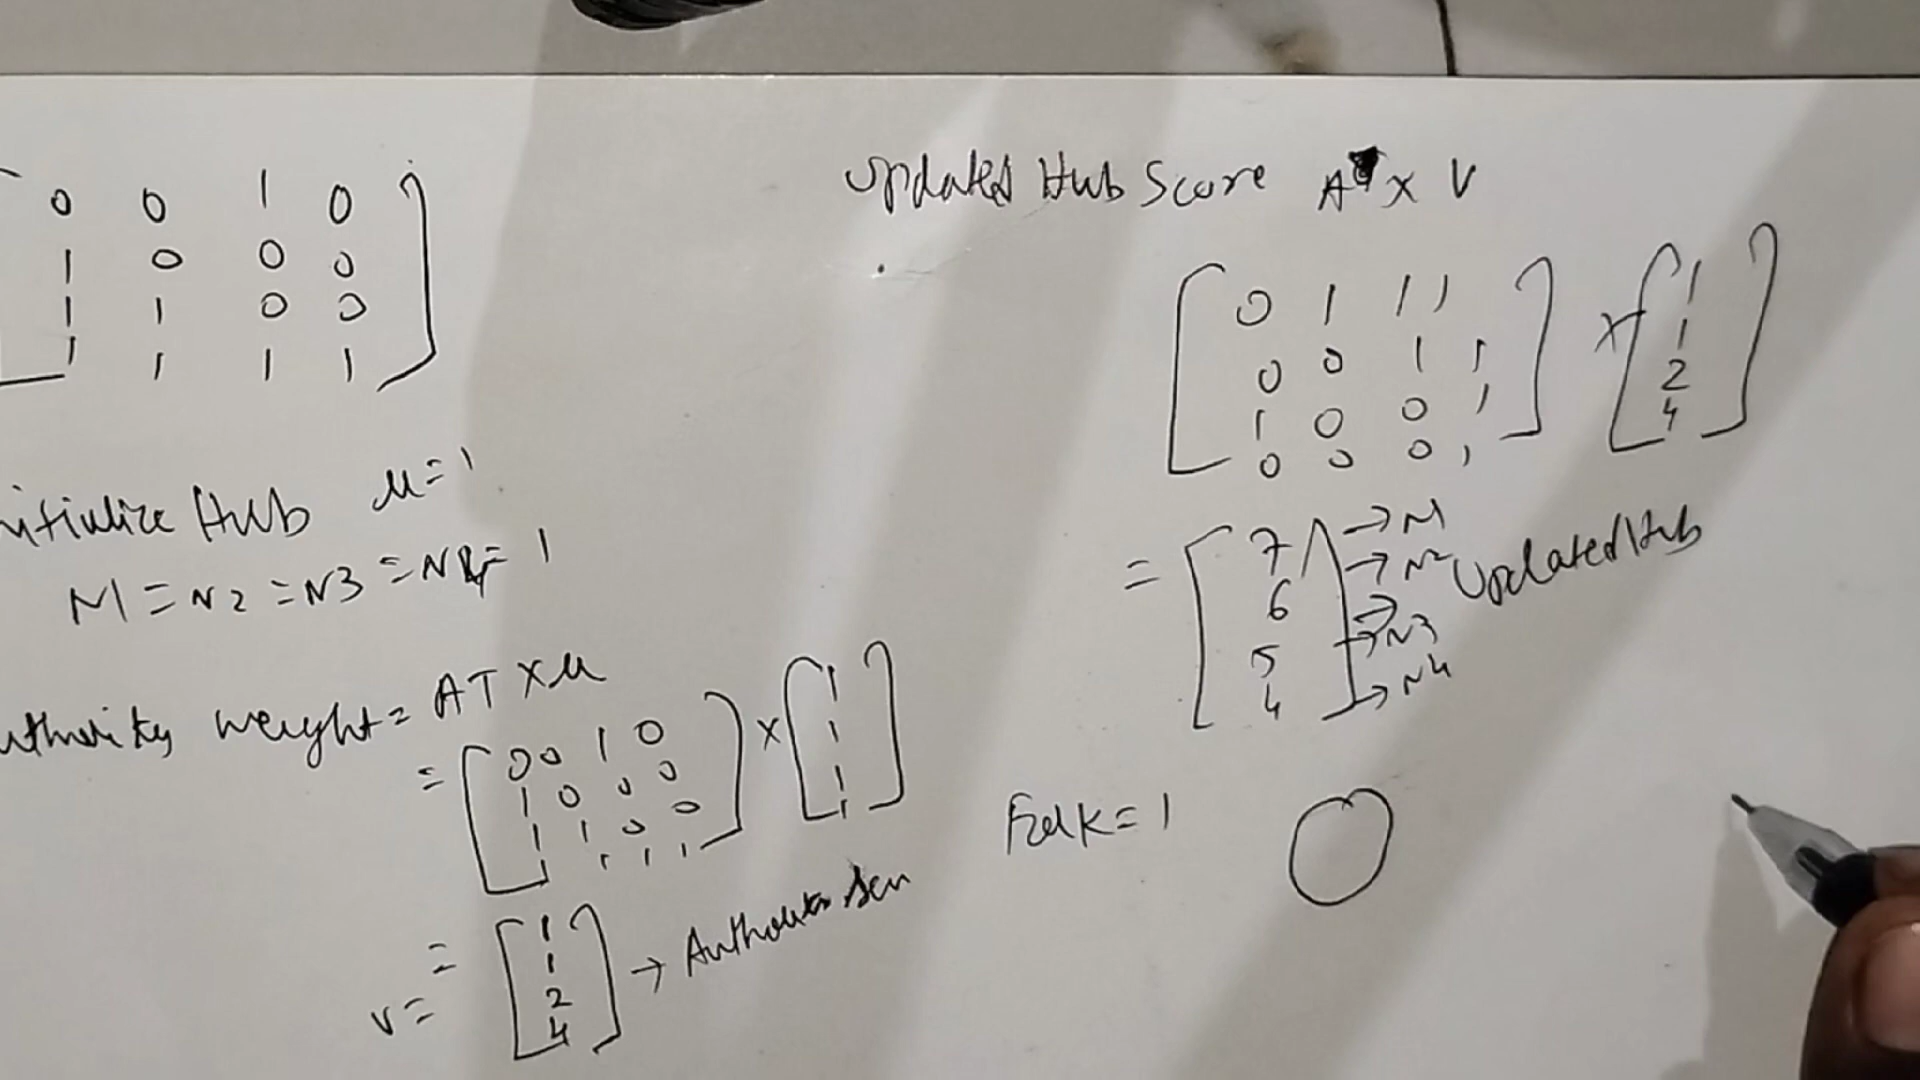 0 0 1 0
1 0 0 0
1 1 0 0
1 1 1 1
nitialize Hub μ=1
N1=N2=N3=N4=1
uthority weight= AT Xμ
= [0 0 1 0 X [1
1 0 0 0 1
1 1 0 0 1
1 1 1 1] 1]
= [1
1
2
4] → 
v=
Updated Hub Score A X V
[0 1 1 1 X [1
0 0 1 1 1
1 0 0 1 2
0 0 0 1] 4]
= [7 → N1
6 → N2 Updated Hub
5 → N3
4] → N4
K=1